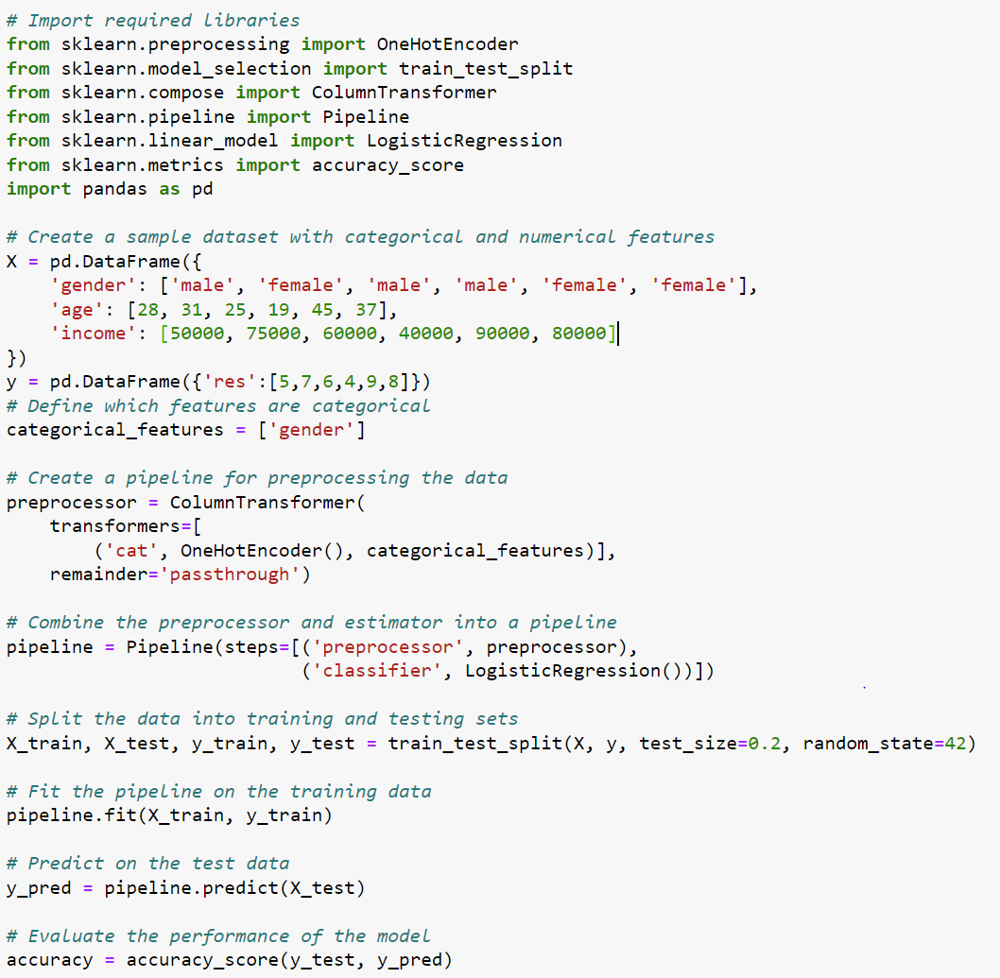 # Import required libraries
from sklearn.preprocessing import OneHotEncoder
from sklearn.model_selection import train_test_split
from sklearn.compose import ColumnTransformer
from sklearn.pipeline import Pipeline
from sklearn.linear_model import LogisticRegression
from sklearn.metrics import accuracy_score
import pandas as pd

# Create a sample dataset with categorical and numerical features
X = pd.DataFrame({
    'gender': ['male', 'female', 'male', 'male', 'female', 'female'],
    'age': [28, 31, 25, 19, 45, 37],
    'income': [50000, 75000, 60000, 40000, 90000, 80000]
})
y = pd.DataFrame({'res':[5,7,6,4,9,8]})
# Define which features are categorical
categorical_features = ['gender']

# Create a pipeline for preprocessing the data
preprocessor = ColumnTransformer(
    transformers=[
        ('cat', OneHotEncoder(), categorical_features)],
    remainder='passthrough')

# Combine the preprocessor and estimator into a pipeline
pipeline = Pipeline(steps=[('preprocessor', preprocessor),
                           ('classifier', LogisticRegression())])

# Split the data into training and testing sets
X_train, X_test, y_train, y_test = train_test_split(X, y, test_size=0.2, random_state=42)

# Fit the pipeline on the training data
pipeline.fit(X_train, y_train)

# Predict on the test data
y_pred = pipeline.predict(X_test)

# Evaluate the performance of the model
accuracy = accuracy_score(y_test, y_pred)